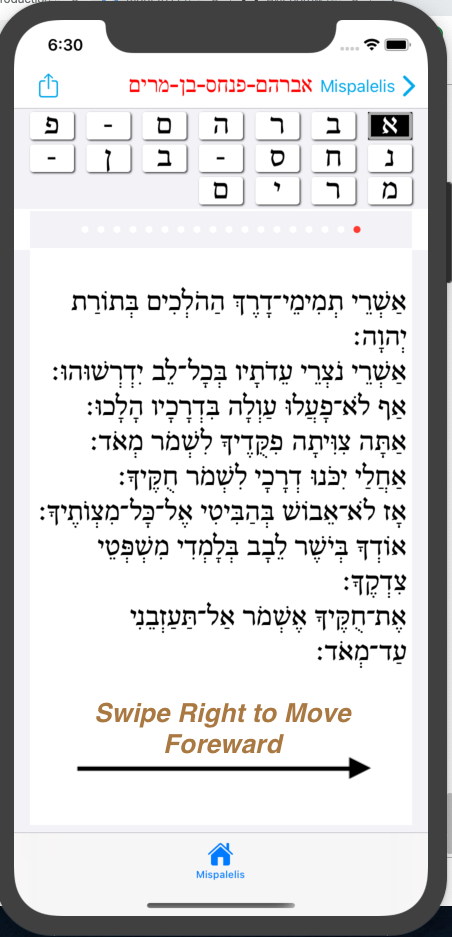 6:30
אברהם-פנחס-בן-מרים Mispalelis
א ב ר ה ם - פ
נ ח ס - ב ן -
מ ר י ם
אַשְׁרֵי תְמִימֵי־דָרֶךְ הַהֹלְכִים בְּתוֹרַת
יְהוָה:
אַשְׁרֵי נֹצְרֵי עֵדֹתָיו בְּכָל־לֵב יִדְרְשׁוּהוּ:
אַף לֹא־פָעֲלוּ עַוְלָה בִּדְרָכָיו הָלָכוּ:
אַתָּה צִוִּיתָה פִקֻּדֶיךָ לִשְׁמֹר מְאֹד:
אַחֲלַי יִכֹּנוּ דְרָכָי לִשְׁמֹר חֻקֶּיךָ:
אָז לֹא־אֵבוֹשׁ בְּהַבִּיטִי אֶל־כָּל־מִצְוֹתֶיךָ:
אוֹדְךָ בְּיֹשֶׁר לֵבָב בְּלָמְדִי מִשְׁפְּטֵי
צִדְקֶךָ:
אֶת־חֻקֶּיךָ אֶשְׁמֹר אַל־תַּעַזְבֵנִי
עַד־מְאֹד:
Swipe Right to Move
Foreward
Mispalelis